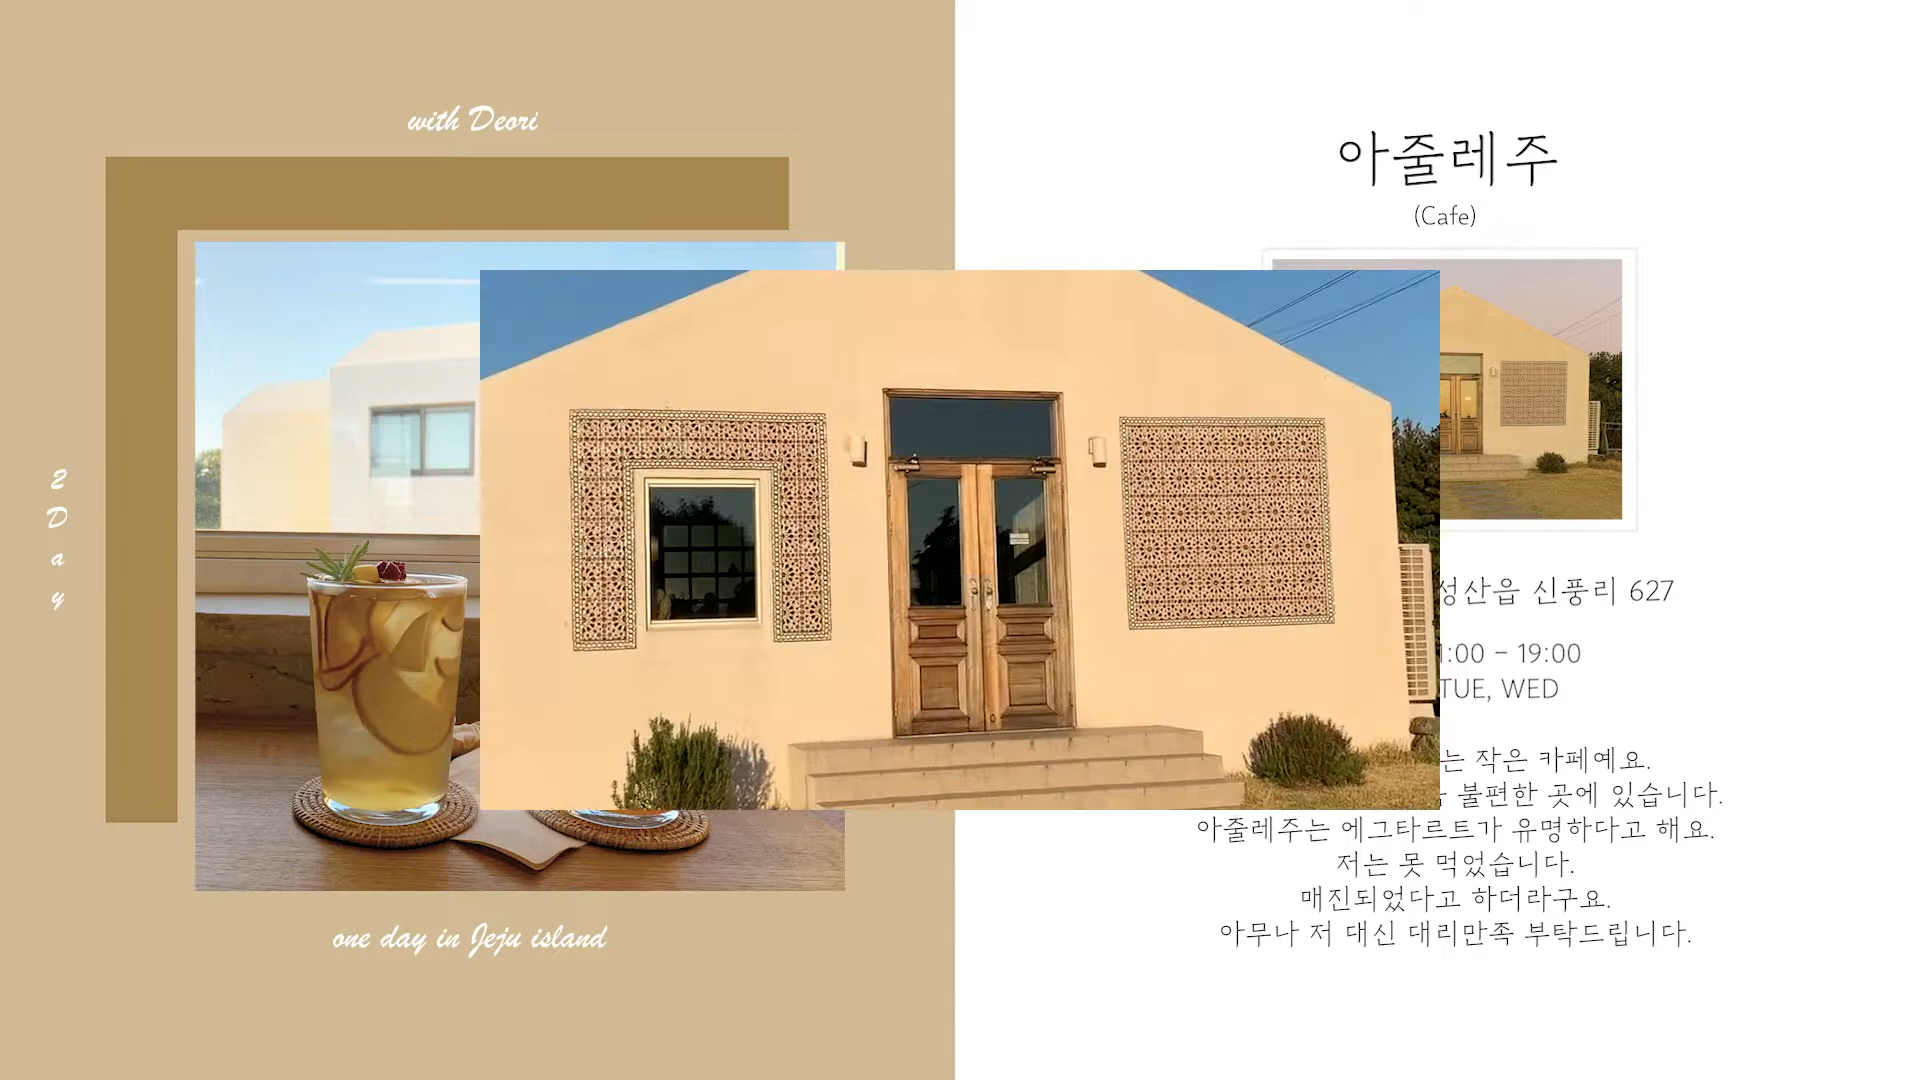 with Deori
2Day
one day in Jeju island
아줄레주
(Cafe)
성산읍 신풍리 627
:00 - 19:00
TUE, WED
작은 카페예요.
불편한 곳에 있습니다.
아줄레주는 에그타르트가 유명하다고 해요.
저는 못 먹었습니다.
매진되었다고 하더라구요.
아무나 저 대신 대리만족 부탁드립니다.